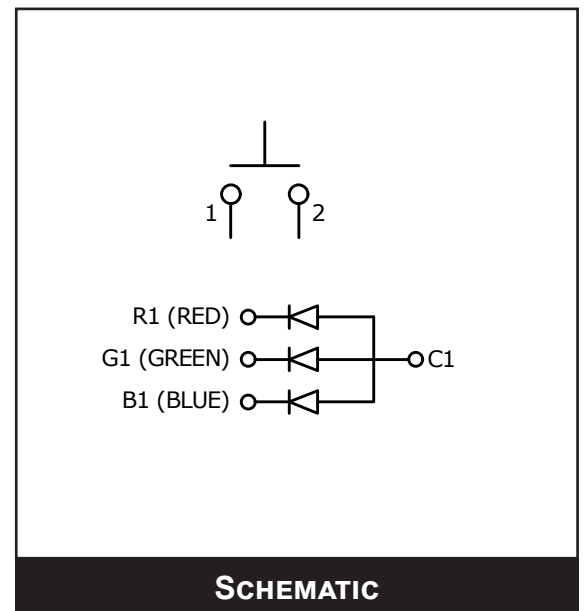 1
2
R1 (RED)
G1 (GREEN)
C1
B1 (BLUE)
SCHEMATIC